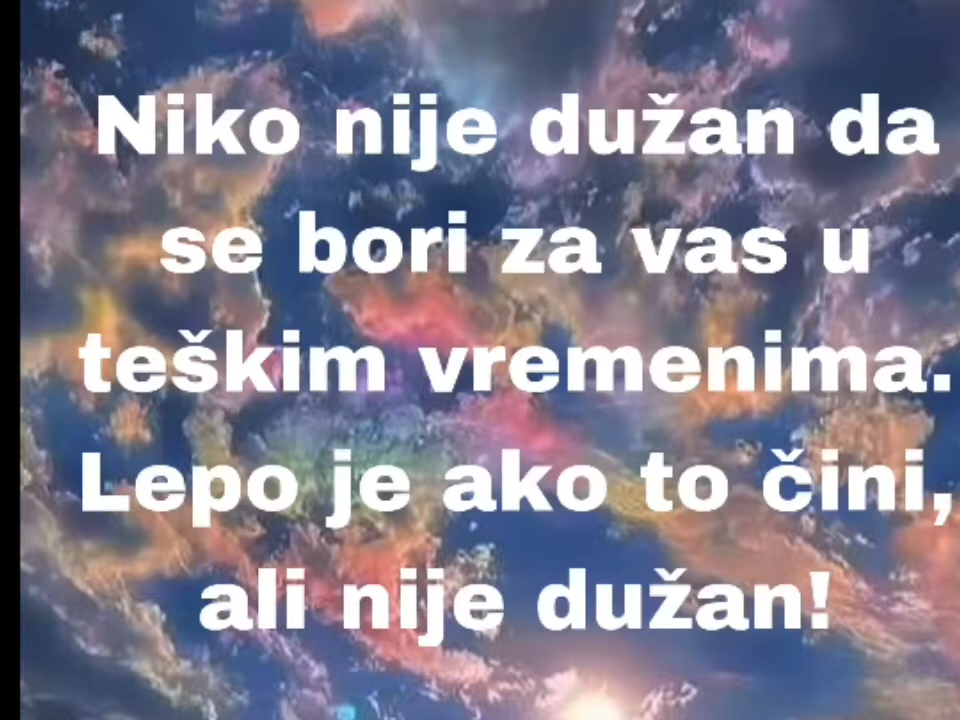 Niko nije dužan da
se bori za vas u
teškim vremenima.
Lepo je ako to čini,
ali nije dužan!